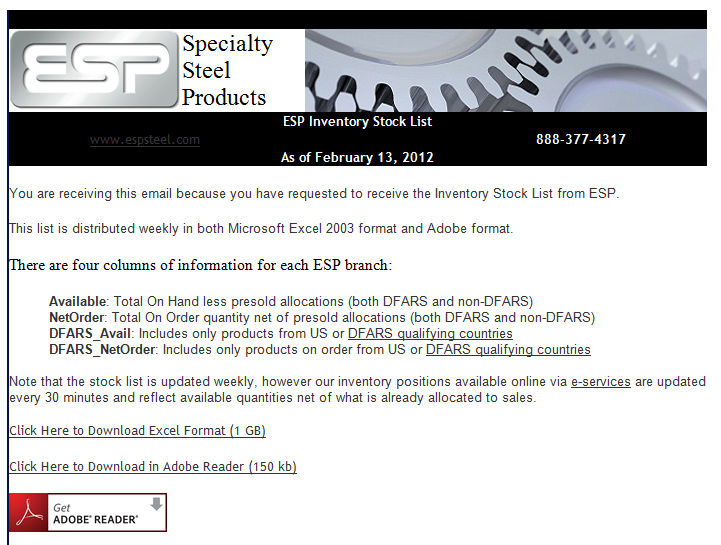 ESP Specialty
Steel
Products
ESP Inventory Stock List
www.espsteel.com 888-377-4317
As of February 13, 2012
You are receiving this email because you have requested to receive the Inventory Stock List from ESP.
This list is distributed weekly in both Microsoft Excel 2003 format and Adobe format.
There are four columns of information for each ESP branch:
Available: Total On Hand less presold allocations (both DFARS and non-DFARS)
NetOrder: Total On Order quantity net of presold allocations (both DFARS and non-DFARS)
DFARS_Avail: Includes only products from US or DFARS qualifying countries
DFARS_NetOrder: Includes only products on order from US or DFARS qualifying countries
Note that the stock list is updated weekly, however our inventory positions available online via e-services are updated
every 30 minutes and reflect available quantities net of what is already allocated to sales.
Click Here to Download Excel Format (1 GB)
Click Here to Download in Adobe Reader (150 kb)
Get
ADOBE® READER®